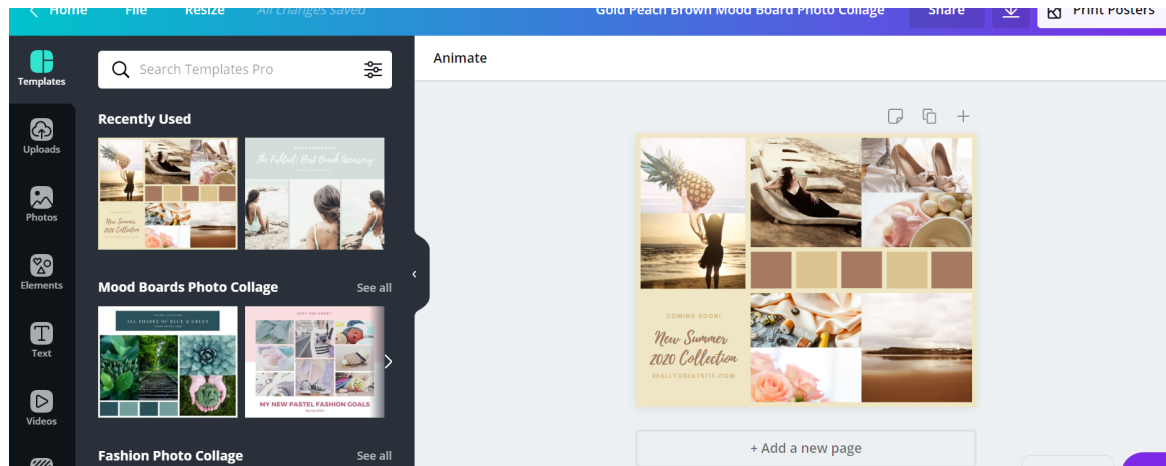 Home File Resize All changes saved Gold Peach Brown Mood Board Photo Collage Share Print Posters
Templates
Uploads
Photos
Elements
Text
Videos
Search Templates Pro
Recently Used
New Summer
2020 Collection
The Fishtail: Best Beach Accessory
Mood Boards Photo Collage See all
ALL SHADES OF BLUE & GREEN
MY NEW PASTEL FASHION GOALS
Fashion Photo Collage See all
Animate
COMING SOON!
New Summer
2020 Collection
REALLYGREATSITE.COM
+ Add a new page